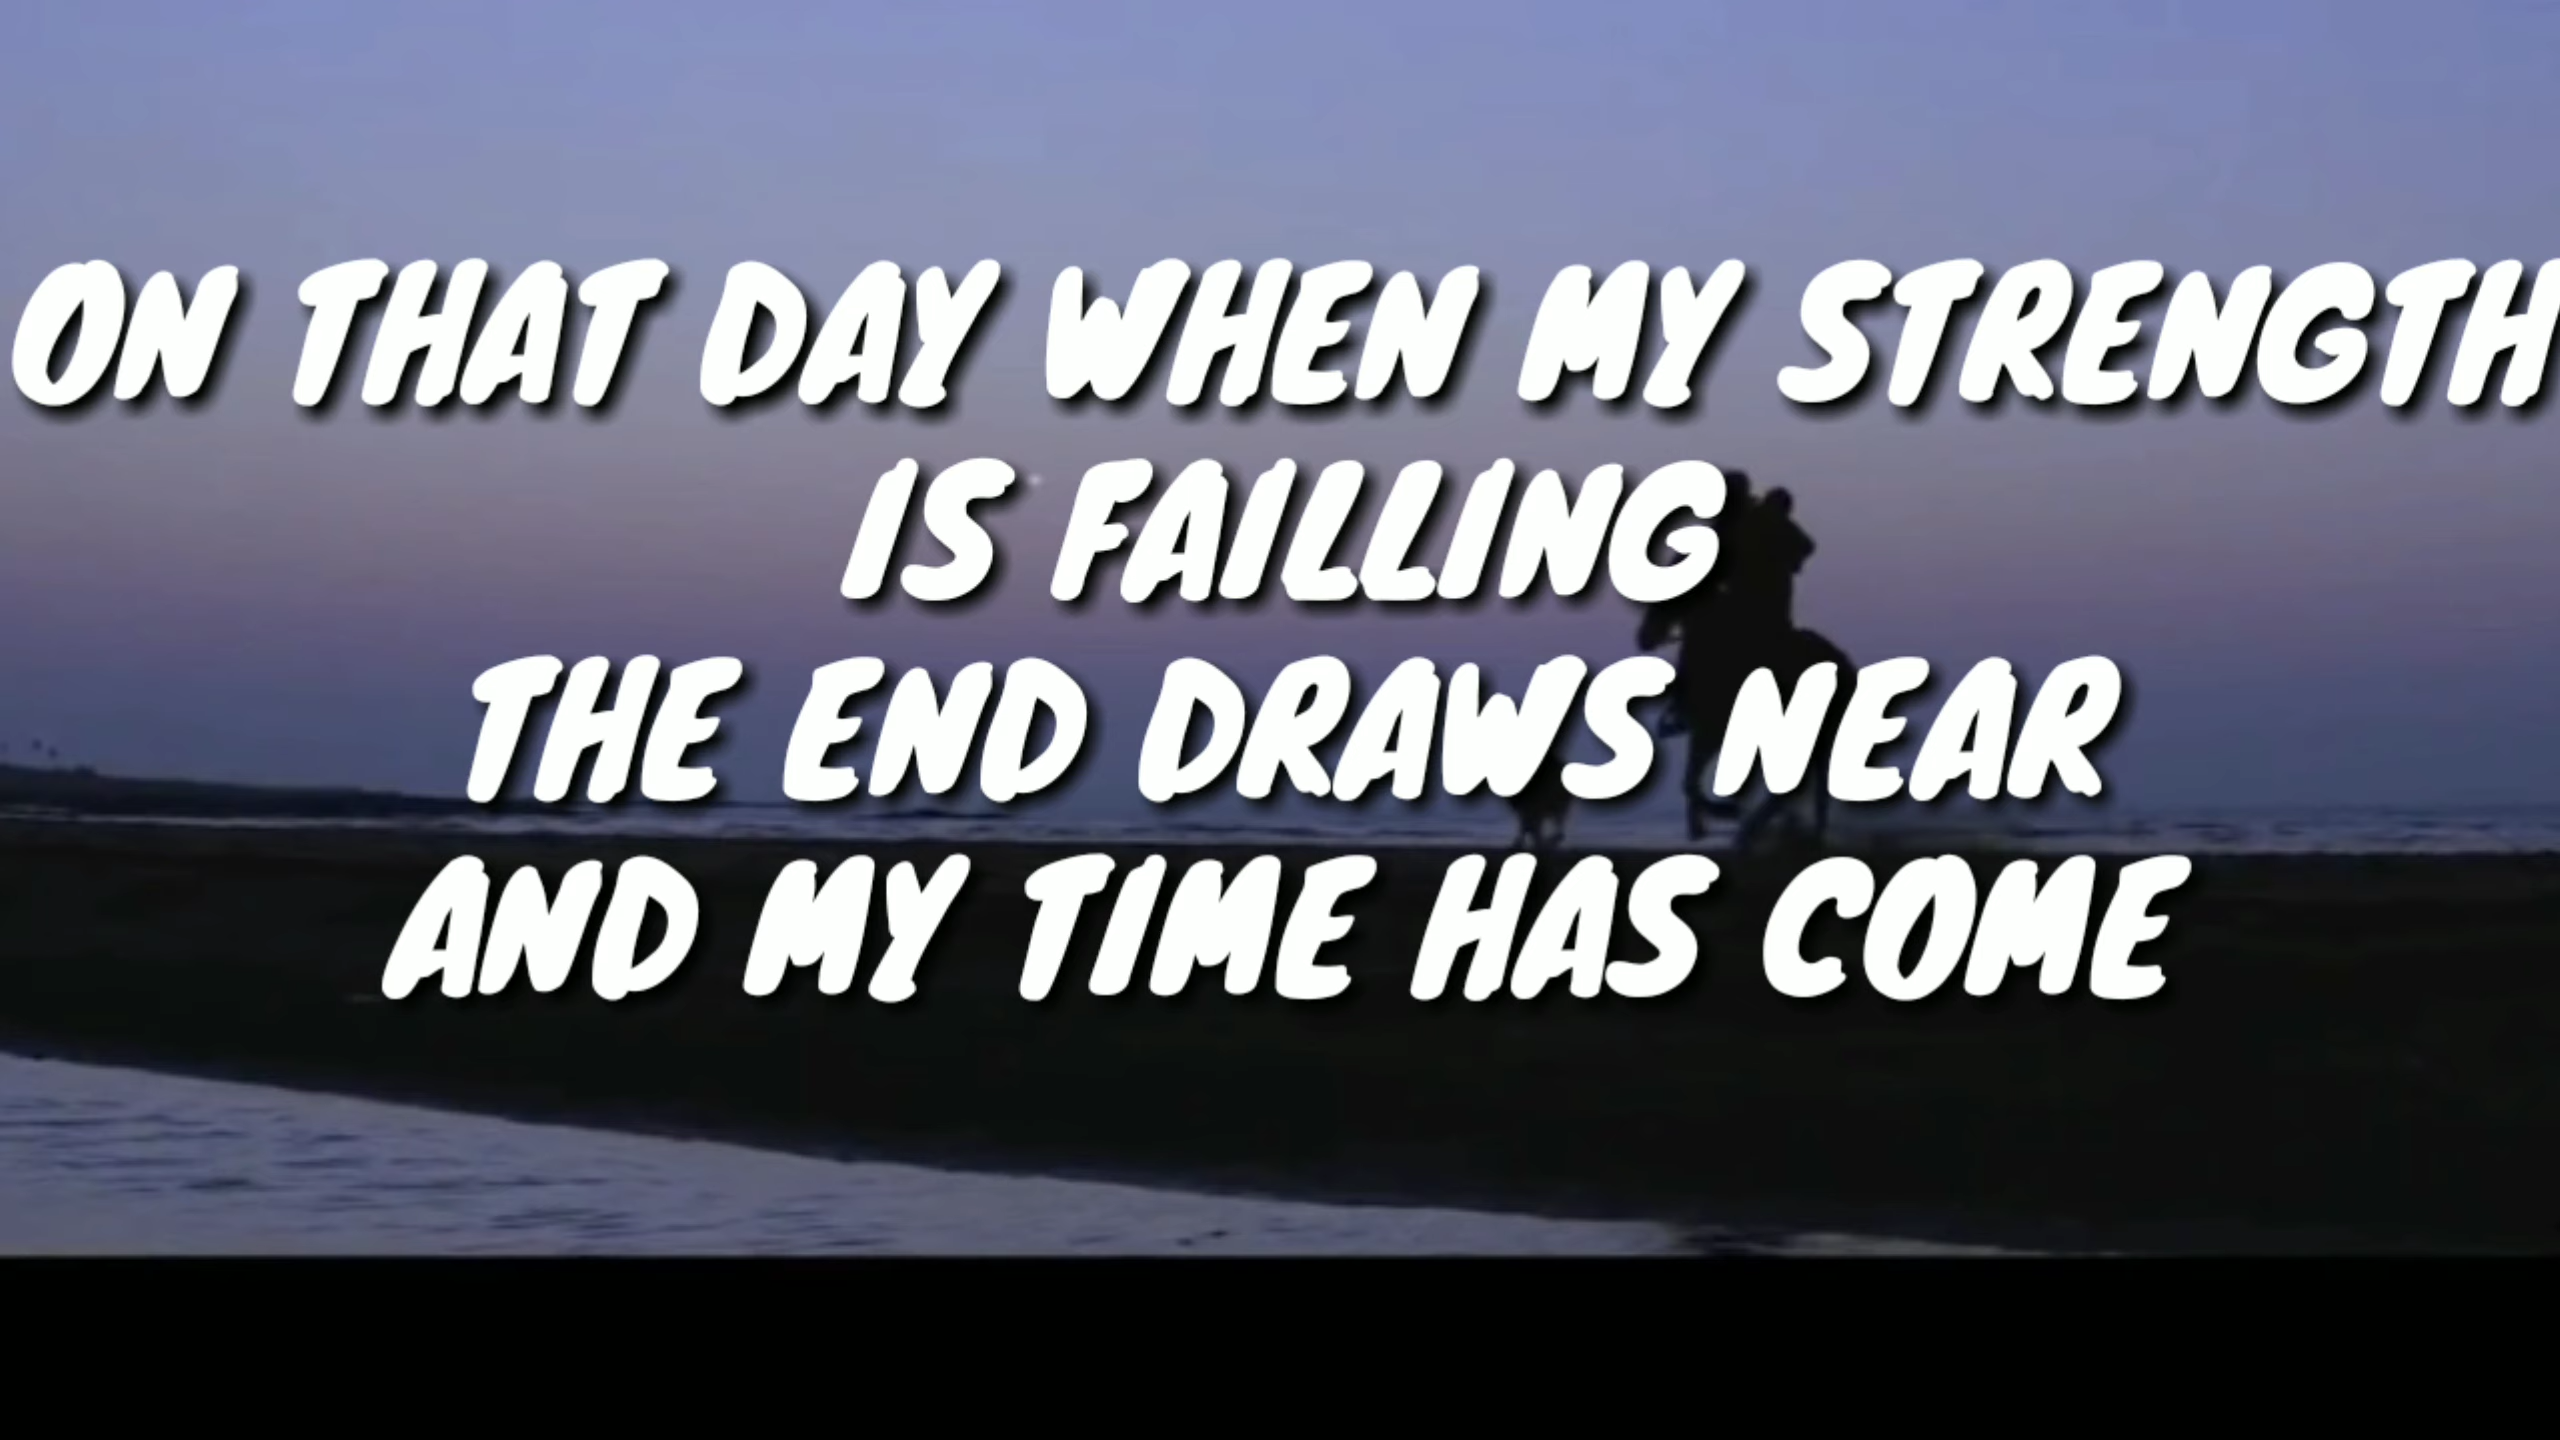 ON THAT DAY WHEN MY STRENGTH
IS FAILLING
THE END DRAWS NEAR
AND MY TIME HAS COME